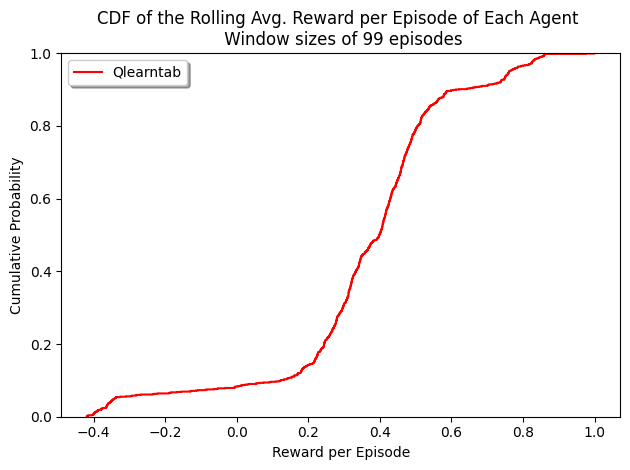 CDF of the Rolling Avg. Reward per Episode of Each Agent
Window sizes of 99 episodes
Qlearntab
1.0
0.8
0.6
0.4
0.2
0.0
Cumulative Probability
−0.4 −0.2 0.0 0.2 0.4 0.6 0.8 1.0
Reward per Episode